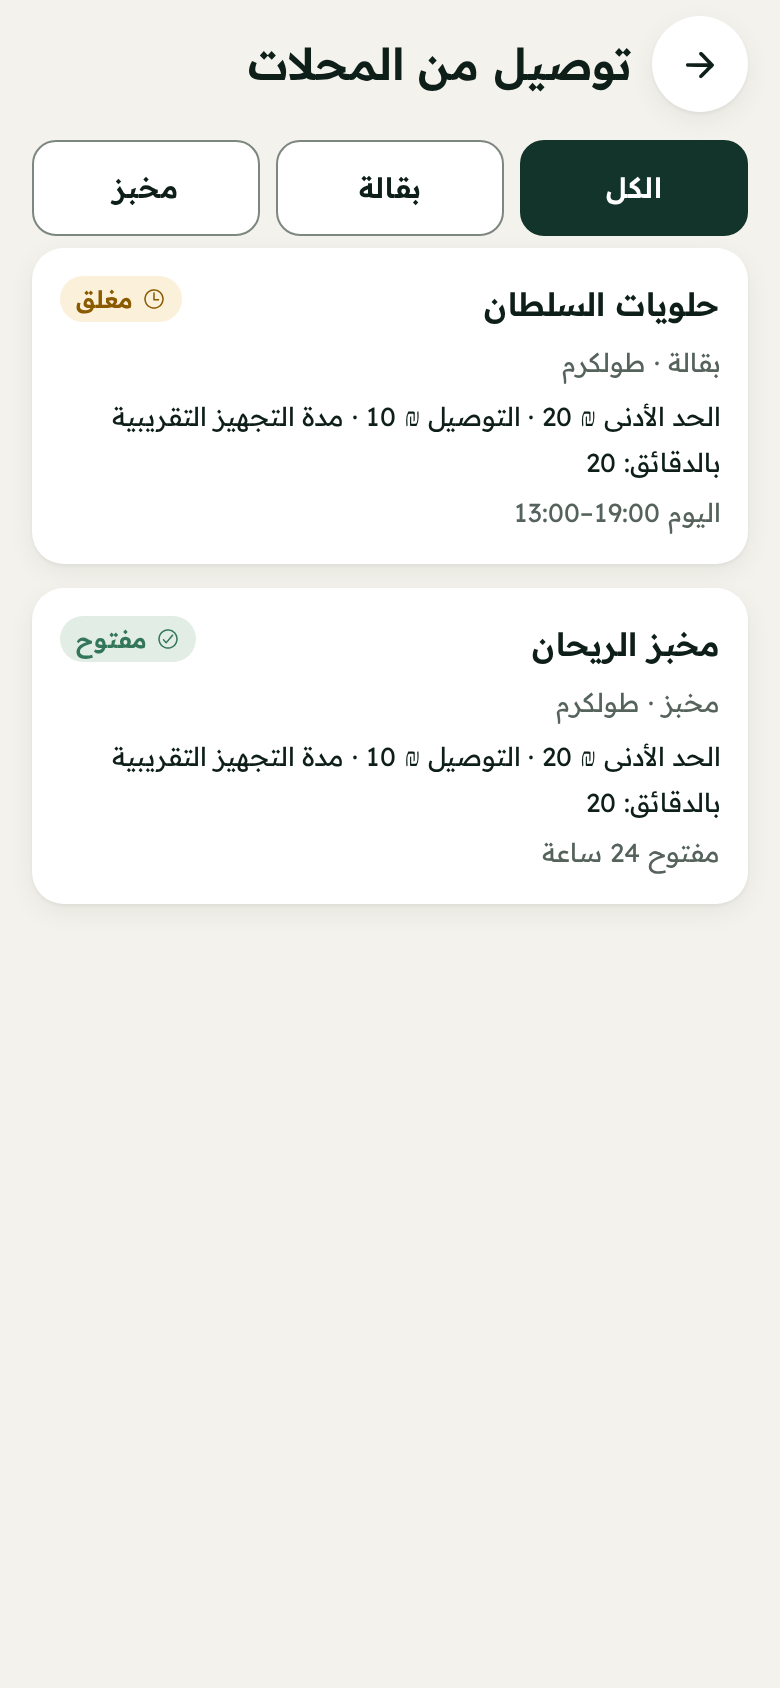 توصيل من المحلات
الكل
بقالة
مخبز
حلويات السلطان
مغلق
بقالة · طولكرم
الحد الأدنى ₪ 20 · التوصيل ₪ 10 · مدة التجهيز التقريبية
بالدقائق: 20
اليوم 13:00–19:00
مخبز الريحان
مفتوح
مخبز · طولكرم
الحد الأدنى ₪ 20 · التوصيل ₪ 10 · مدة التجهيز التقريبية
بالدقائق: 20
مفتوح 24 ساعة